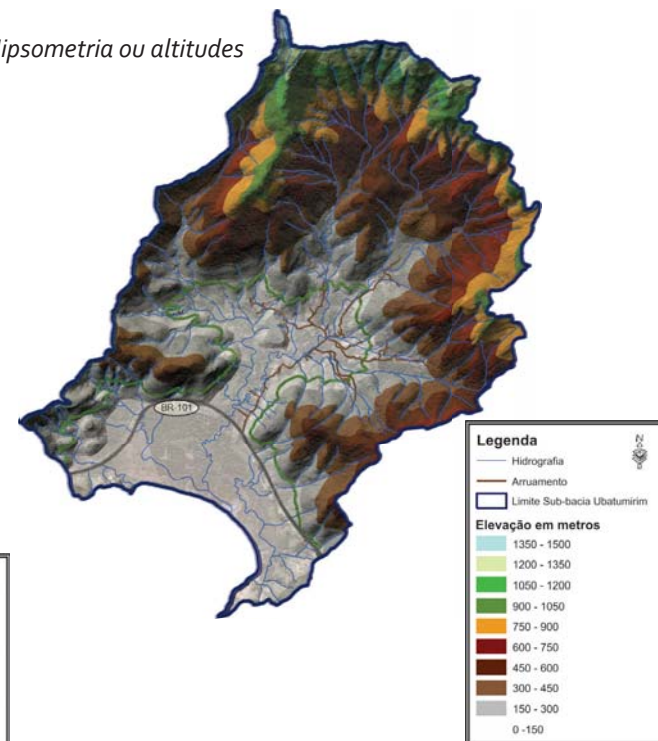 ipsometria ou altitudes
BR-101
Legenda
N
Hidrografia
Arruamento
Limite Sub-bacia Ubatumirim
Elevação em metros
1350 - 1500
1200 - 1350
1050 - 1200
900 - 1050
750 - 900
600 - 750
450 - 600
300 - 450
150 - 300
0 -150